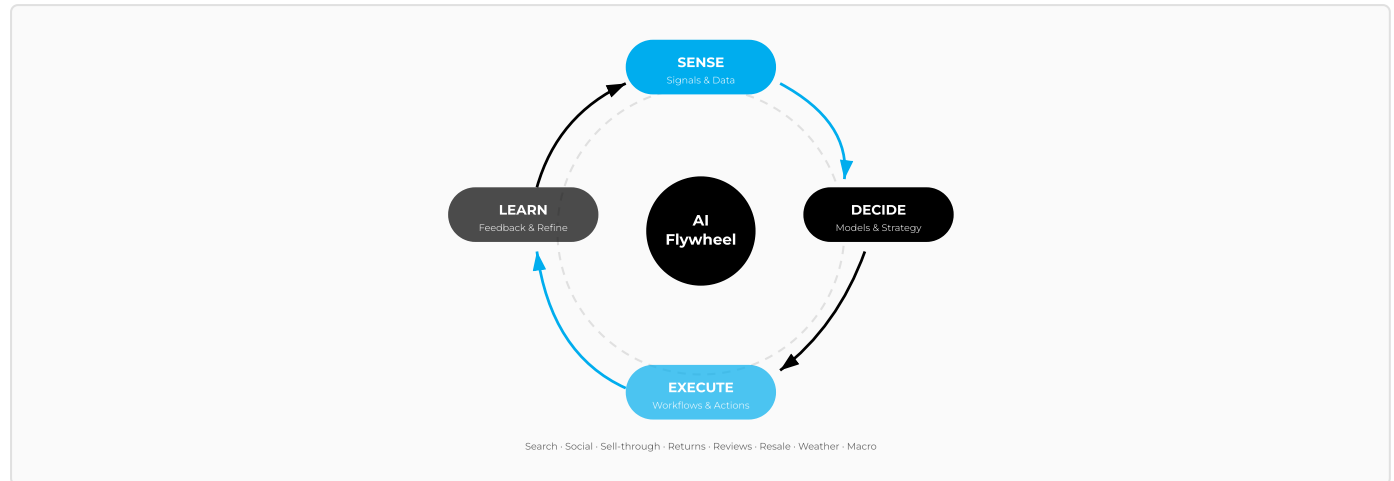 SENSE
Signals & Data
LEARN
Feedback & Refine
AI
Flywheel
DECIDE
Models & Strategy
EXECUTE
Workflows & Actions
Search · Social · Sell-through · Returns · Reviews · Resale · Weather · Macro